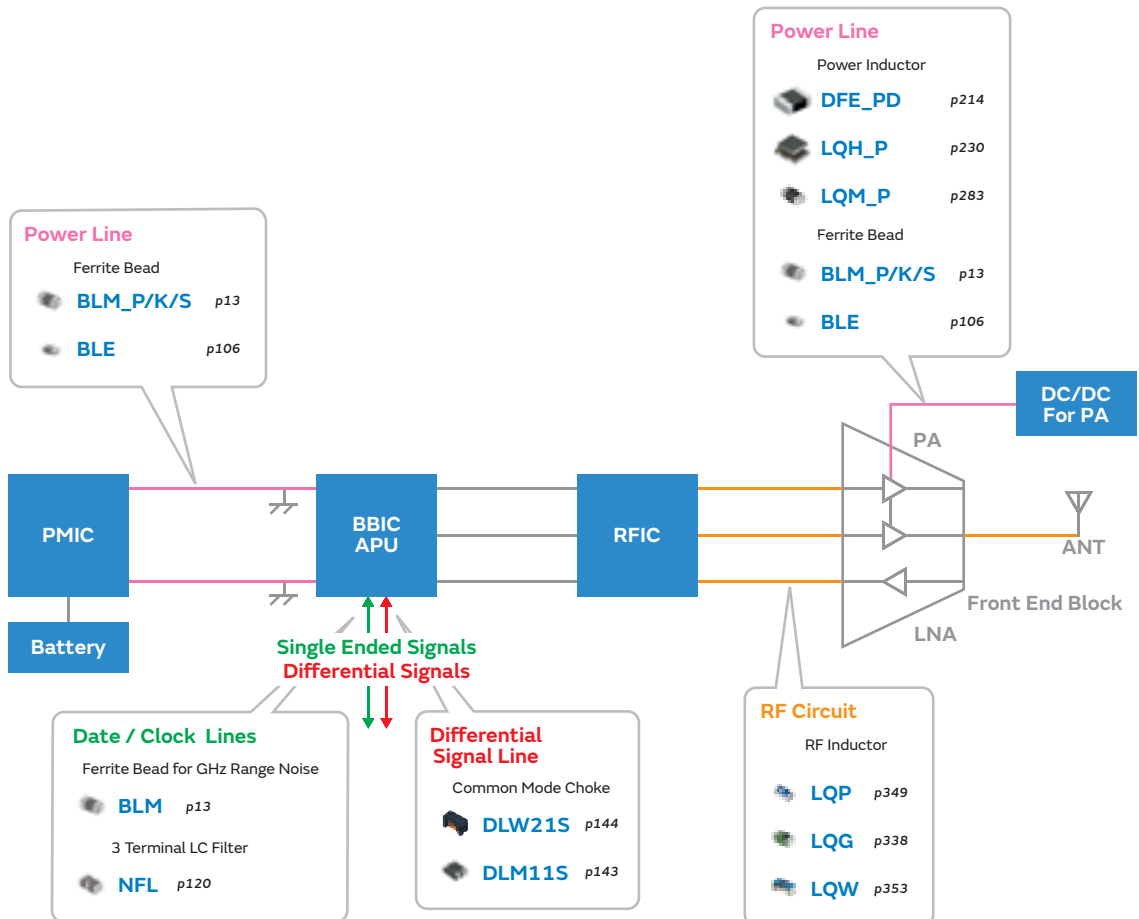 Power Line
Power Inductor
DFE_PD p214
LQH_P p230
LQM_P p283
Ferrite Bead
BLM_P/K/S p13
BLE p106
Power Line
Ferrite Bead
BLM_P/K/S p13
BLE p106
DC/DC
For PA
PA
PMIC
BBIC
APU
RFIC
ANT
Front End Block
LNA
Battery
Single Ended Signals
Differential Signals
Date / Clock Lines
Ferrite Bead for GHz Range Noise
BLM p13
3 Terminal LC Filter
NFL p120
Differential
Signal Line
Common Mode Choke
DLW21S p144
DLM11S p143
RF Circuit
RF Inductor
LQP p349
LQG p338
LQW p353